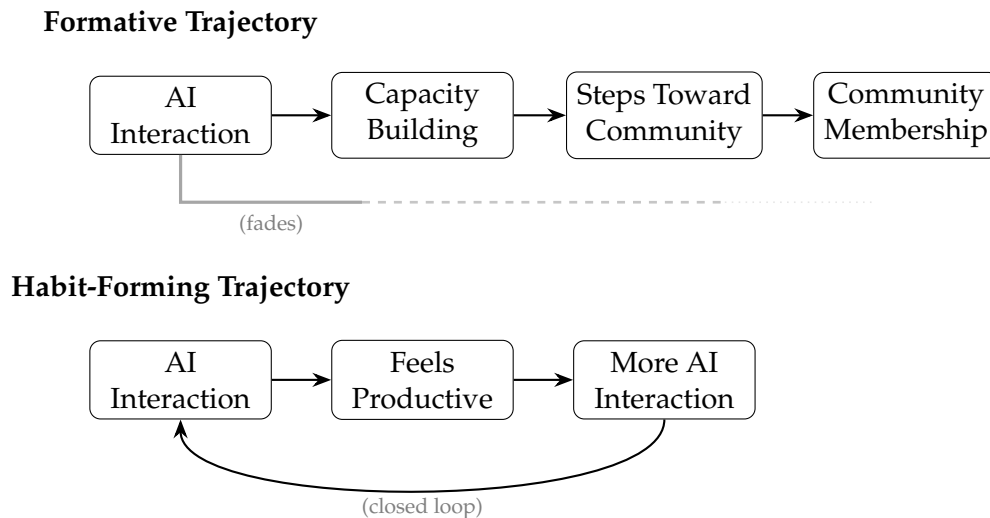 Formative Trajectory
AI
Interaction
Capacity
Building
Steps Toward
Community
Community
Membership
(fades)
Habit-Forming Trajectory
AI
Interaction
Feels
Productive
More AI
Interaction
(closed loop)